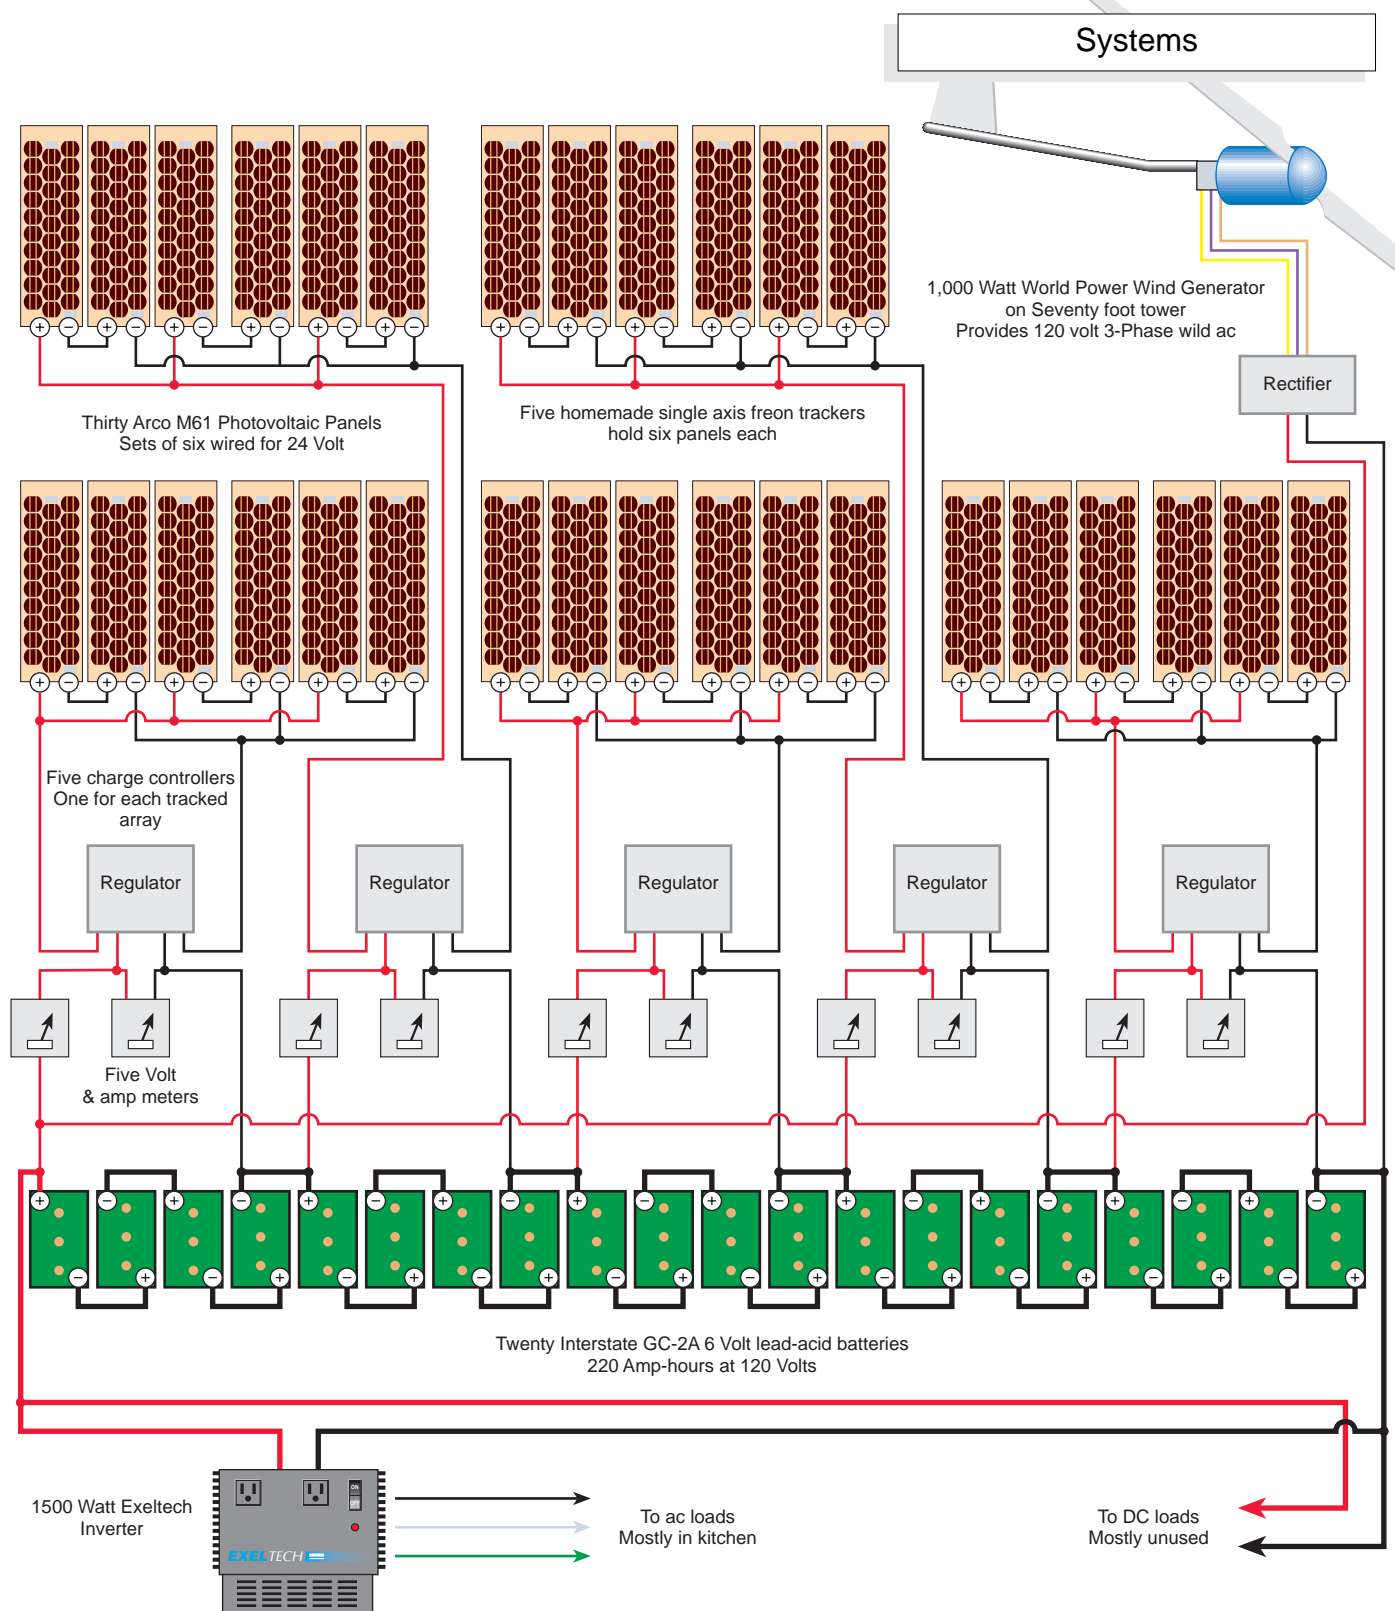 Systems
1,000 Watt World Power Wind Generator
on Seventy foot tower
Provides 120 volt 3-Phase wild ac
Rectifier
+ − + − + − + − + − + −
+ − + − + − + − + − + −
Thirty Arco M61 Photovoltaic Panels
Sets of six wired for 24 Volt
Five homemade single axis freon trackers
hold six panels each
+ − + − + − + − + − + −
+ − + − + − + − + − + −
+ − + − + − + − + − + −
Five charge controllers
One for each tracked
array
Regulator
Regulator
Regulator
Regulator
Regulator
Five Volt
& amp meters
+ − + − + − + − + − + − + − + − + − + −
− + − + − + − + − + − + − + − + − + − +
Twenty Interstate GC-2A 6 Volt lead-acid batteries
220 Amp-hours at 120 Volts
1500 Watt Exeltech
Inverter
ON
OFF
EXELTECH
To ac loads
Mostly in kitchen
To DC loads
Mostly unused